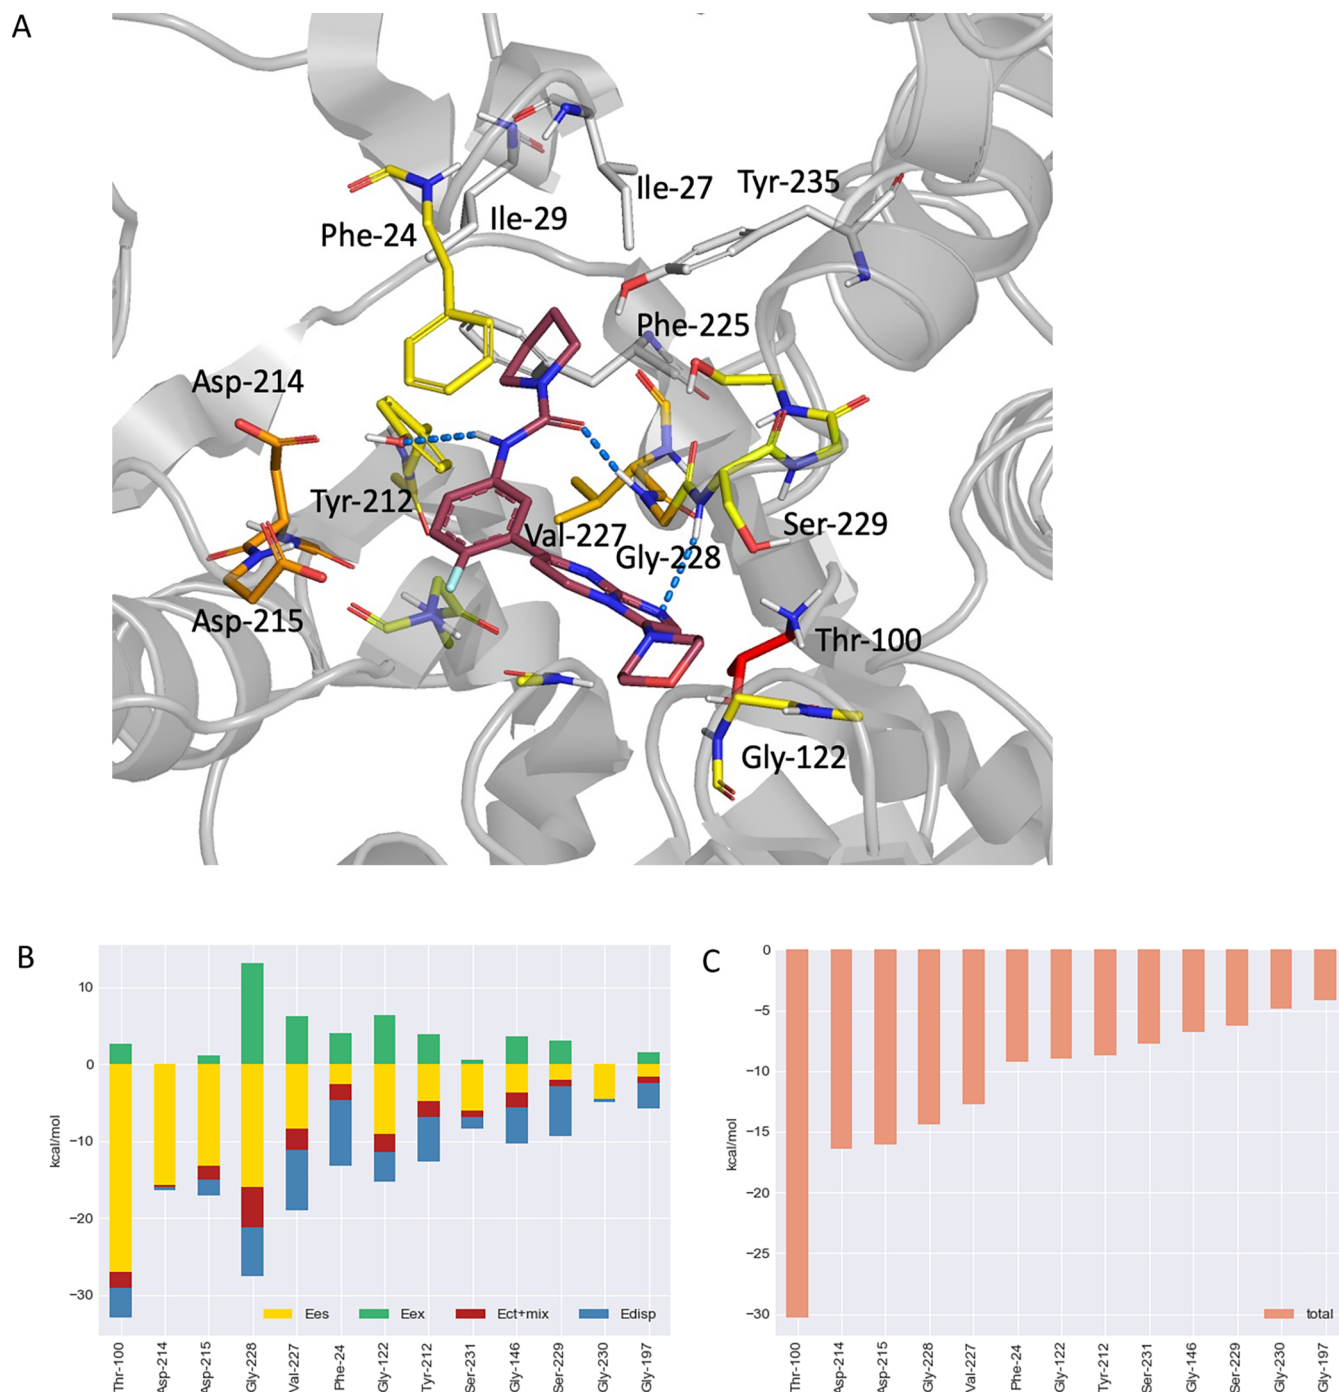 A
Ile-27
Tyr-235
Phe-24
Ile-29
Phe-225
Asp-214
Tyr-212
Val-227
Ser-229
Gly-228
Asp-215
Thr-100
Gly-122
B
10
0
−10
−20
−30
kcal/mol
Ees
Eex
Ect+mix
Edisp
Thr-100
Asp-214
Asp-215
Gly-228
Val-227
Phe-24
Gly-122
Tyr-212
Ser-231
Gly-146
Ser-229
Gly-230
Gly-197
C
0
−5
−10
−15
−20
−25
−30
kcal/mol
total
Thr-100
Asp-214
Asp-215
Gly-228
Val-227
Phe-24
Gly-122
Tyr-212
Ser-231
Gly-146
Ser-229
Gly-230
Gly-197